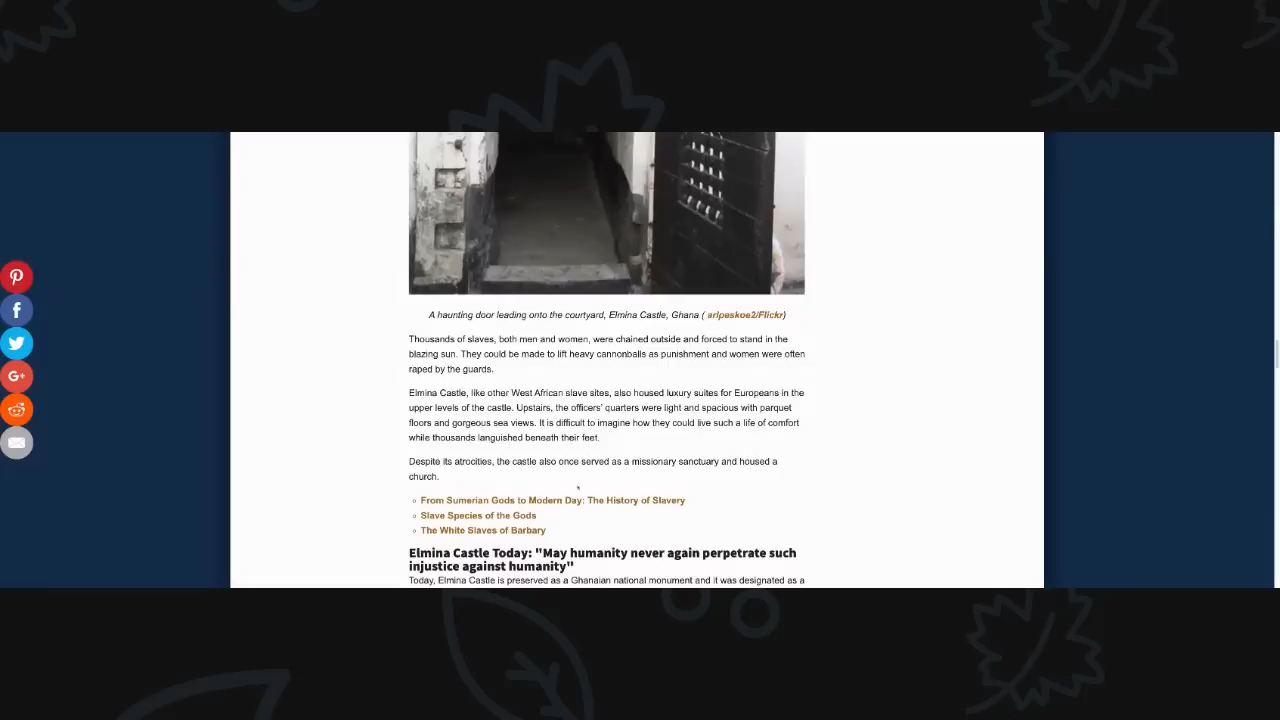 A haunting door leading onto the courtyard, Elmina Castle, Ghana ( arlpeskoe2/Flickr)
Thousands of slaves, both men and women, were chained outside and forced to stand in the
blazing sun. They could be made to lift heavy cannonballs as punishment and women were often
raped by the guards.
Elmina Castle, like other West African slave sites, also housed luxury suites for Europeans in the
upper levels of the castle. Upstairs, the officers' quarters were light and spacious with parquet
floors and gorgeous sea views. It is difficult to imagine how they could live such a life of comfort
while thousands languished beneath their feet.
Despite its atrocities, the castle also once served as a missionary sanctuary and housed a
church.
From Sumerian Gods to Modern Day: The History of Slavery
Slave Species of the Gods
The White Slaves of Barbary
Elmina Castle Today: "May humanity never again perpetrate such
injustice against humanity"
Today, Elmina Castle is preserved as a Ghanaian national monument and it was designated as a